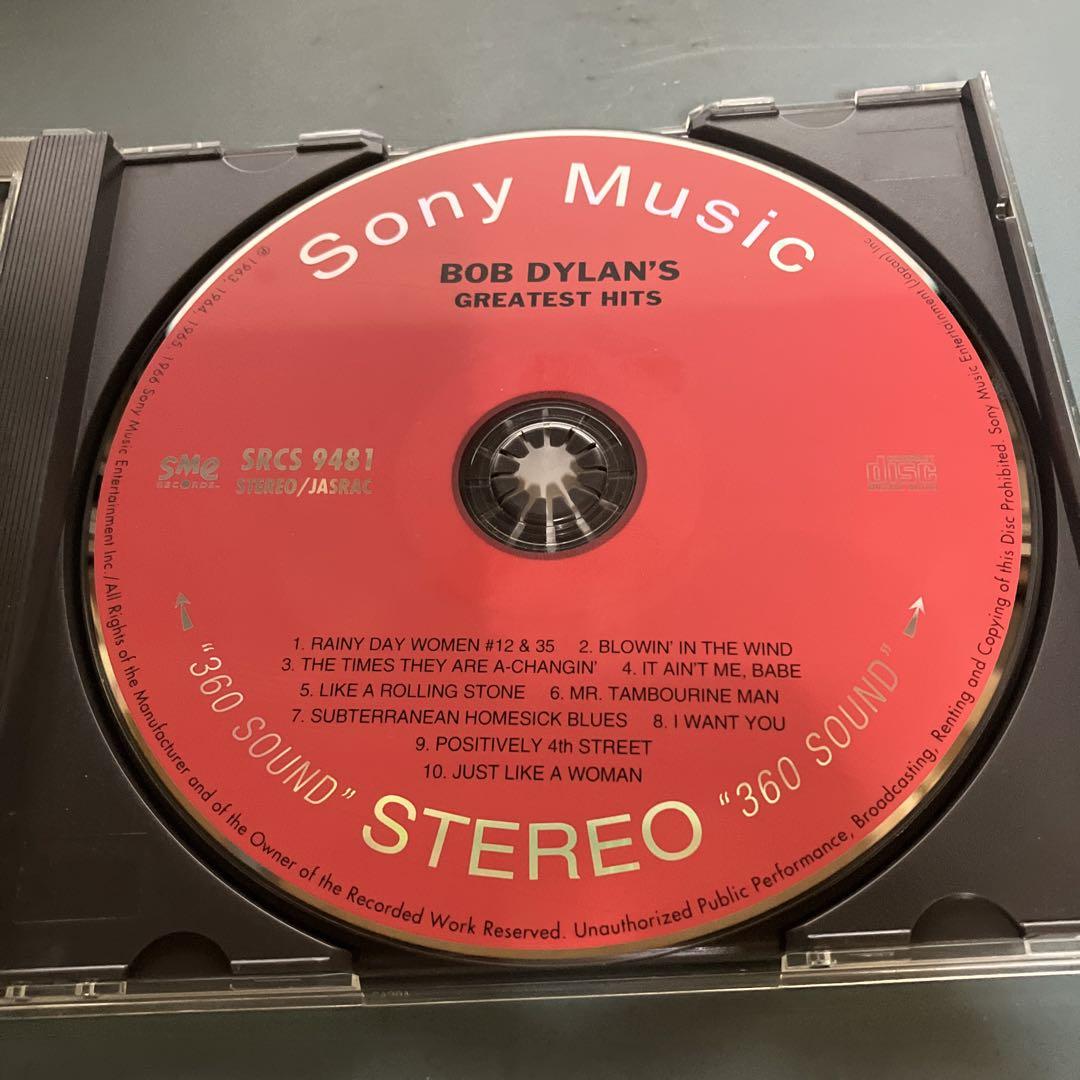 Sony Music
BOB DYLAN'S
GREATEST HITS
SMe
RECORDS
SRCS 9481
STEREO/JASRAC
disc
1. RAINY DAY WOMEN #12 & 35 2. BLOWIN' IN THE WIND
3. THE TIMES THEY ARE A-CHANGIN' 4. IT AIN'T ME, BABE
5. LIKE A ROLLING STONE 6. MR. TAMBOURINE MAN
7. SUBTERRANEAN HOMESICK BLUES 8. I WANT YOU
9. POSITIVELY 4th STREET
10. JUST LIKE A WOMAN
"360 SOUND" STEREO "360 SOUND"
℗ 1963, 1964, 1965, 1966 Sony Music Entertainment Inc./All Rights of the Manufacturer and of the Owner of the Recorded Work Reserved. Unauthorized Public Performance, Broadcasting, Renting and Copying of this Disc Prohibited. Sony Music Entertainment (Japan) Inc.